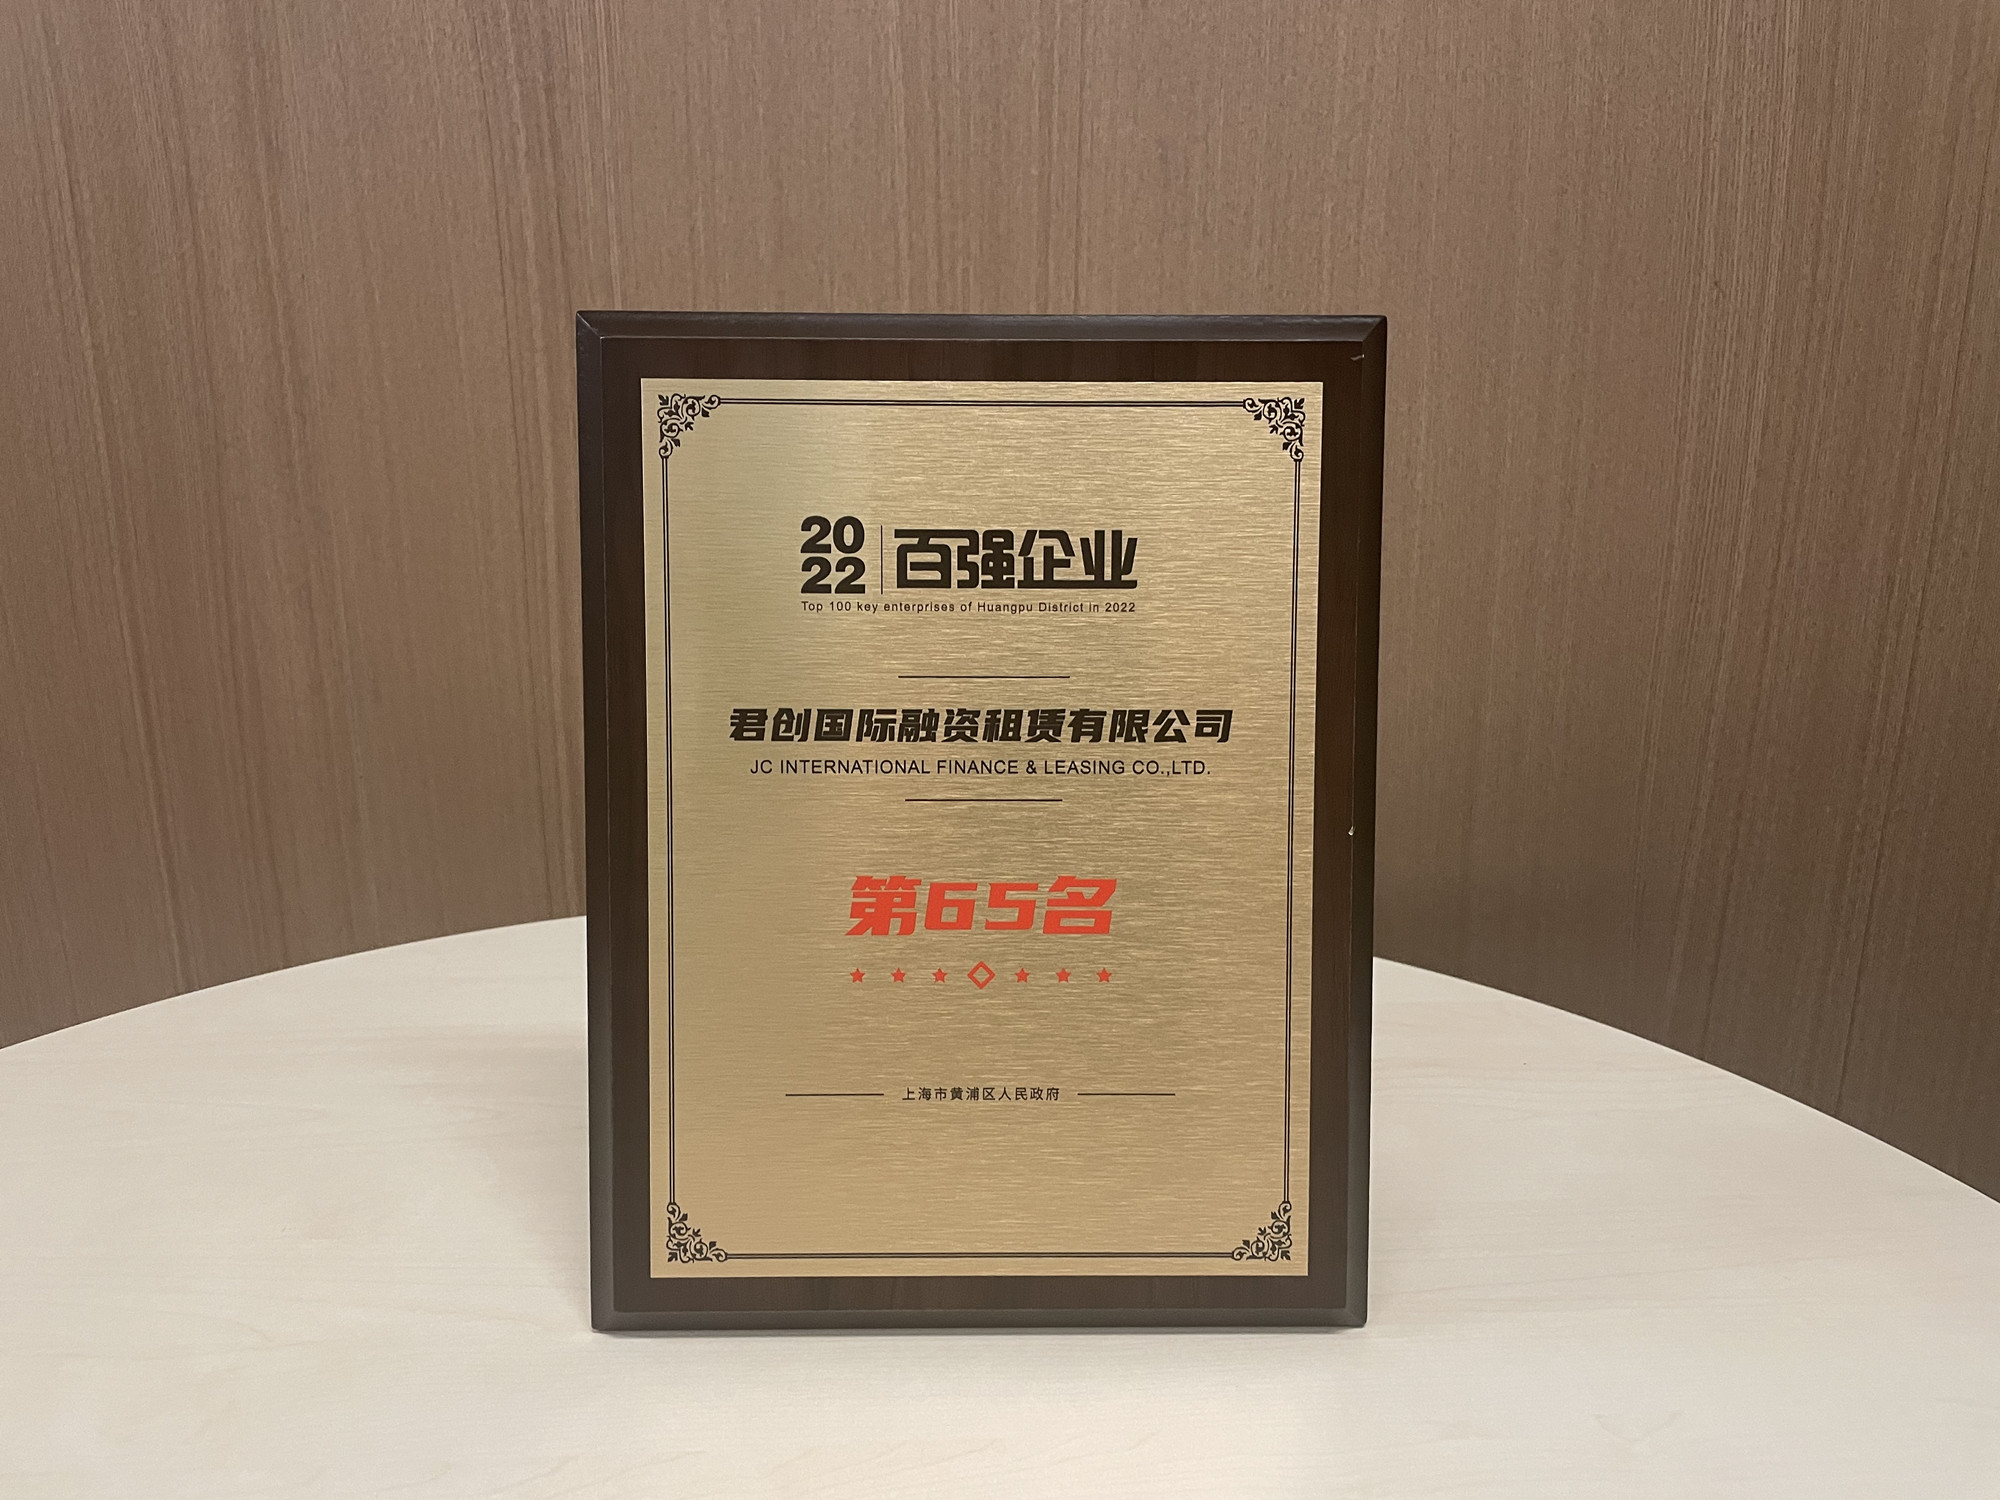 2022 百强企业
Top 100 key enterprises of Huangpu District in 2022
君创国际融资租赁有限公司
JC INTERNATIONAL FINANCE & LEASING CO.,LTD.
第65名
上海市黄浦区人民政府